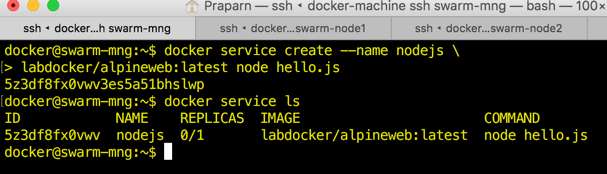 Praparn — ssh ◂ docker-machine ssh swarm-mng — bash — 100×
ssh ◂ docker...h swarm-mng
ssh ◂ docker...swarm-node1
ssh ◂ docker...swarm-node2
docker@swarm-mng:~$ docker service create --name nodejs \
> labdocker/alpineweb:latest node hello.js
5z3df8fx0vwv3es5a51bhslwp
docker@swarm-mng:~$ docker service ls
ID NAME REPLICAS IMAGE COMMAND
5z3df8fx0vwv nodejs 0/1 labdocker/alpineweb:latest node hello.js
docker@swarm-mng:~$